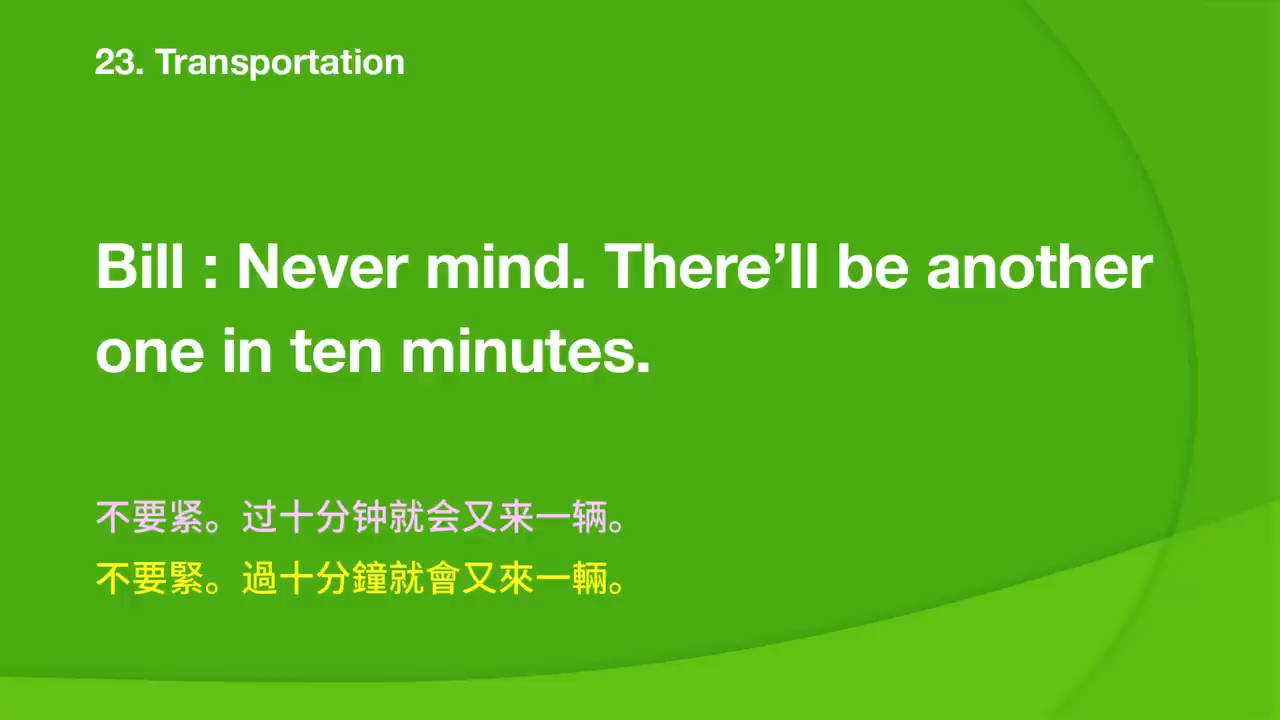 23. Transportation
Bill : Never mind. There’ll be another
one in ten minutes.
不要紧。过十分钟就会又来一辆。
不要緊。過十分鐘就會又來一輛。